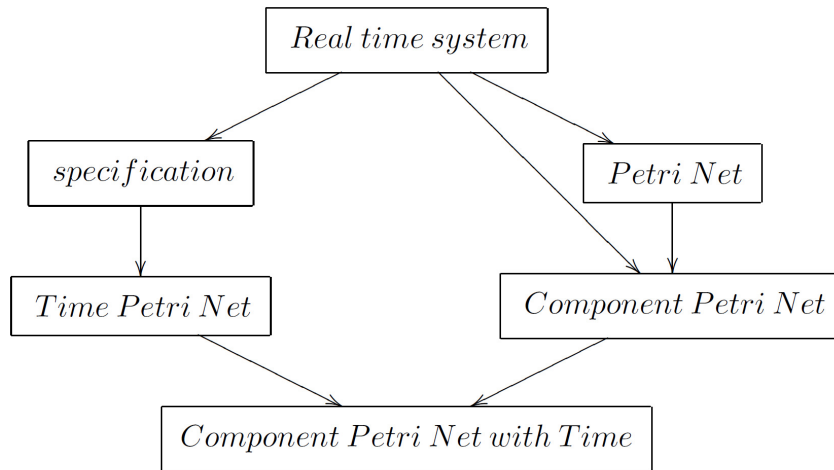 Real time system
specification
Petri Net
Time Petri Net
Component Petri Net
Component Petri Net with Time